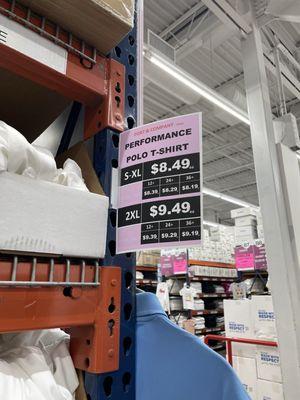 SHIRT & COMPANY
PERFORMANCE
POLO T-SHIRT
S-XL $8.49
12+ 24+ 36+
$8.39 $8.29 $8.19
2XL $9.49
12+ 24+ 36+
$9.39 $9.29 $9.19